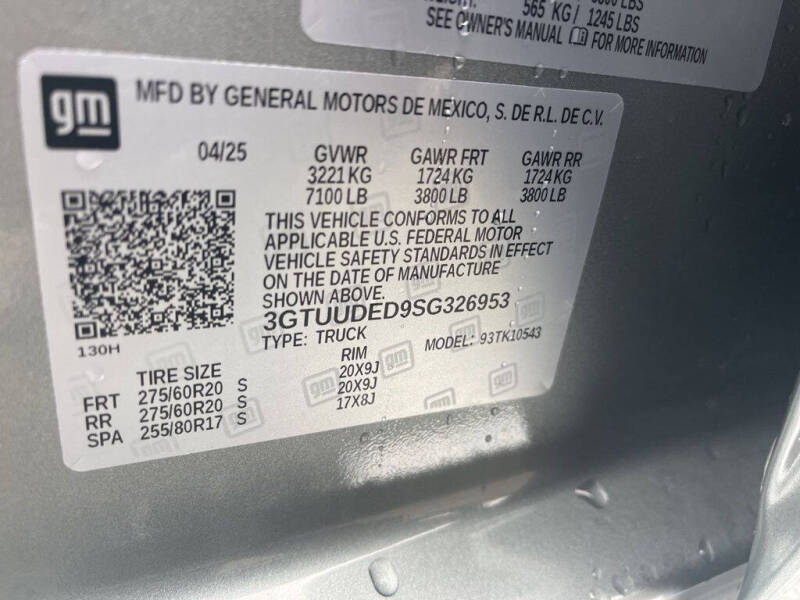 565 KG / 1245 LBS
SEE OWNER'S MANUAL FOR MORE INFORMATION
gm
MFD BY GENERAL MOTORS DE MEXICO, S. DE R.L. DE C.V.
04/25 GVWR GAWR FRT GAWR RR
3221 KG 1724 KG 1724 KG
7100 LB 3800 LB 3800 LB
THIS VEHICLE CONFORMS TO ALL
APPLICABLE U.S. FEDERAL MOTOR
VEHICLE SAFETY STANDARDS IN EFFECT
ON THE DATE OF MANUFACTURE
SHOWN ABOVE.
3GTUUDED9SG326953
TYPE: TRUCK MODEL: 93TK10543
130H
TIRE SIZE RIM
FRT 275/60R20 S 20X9J
RR 275/60R20 S 20X9J
SPA 255/80R17 S 17X8J